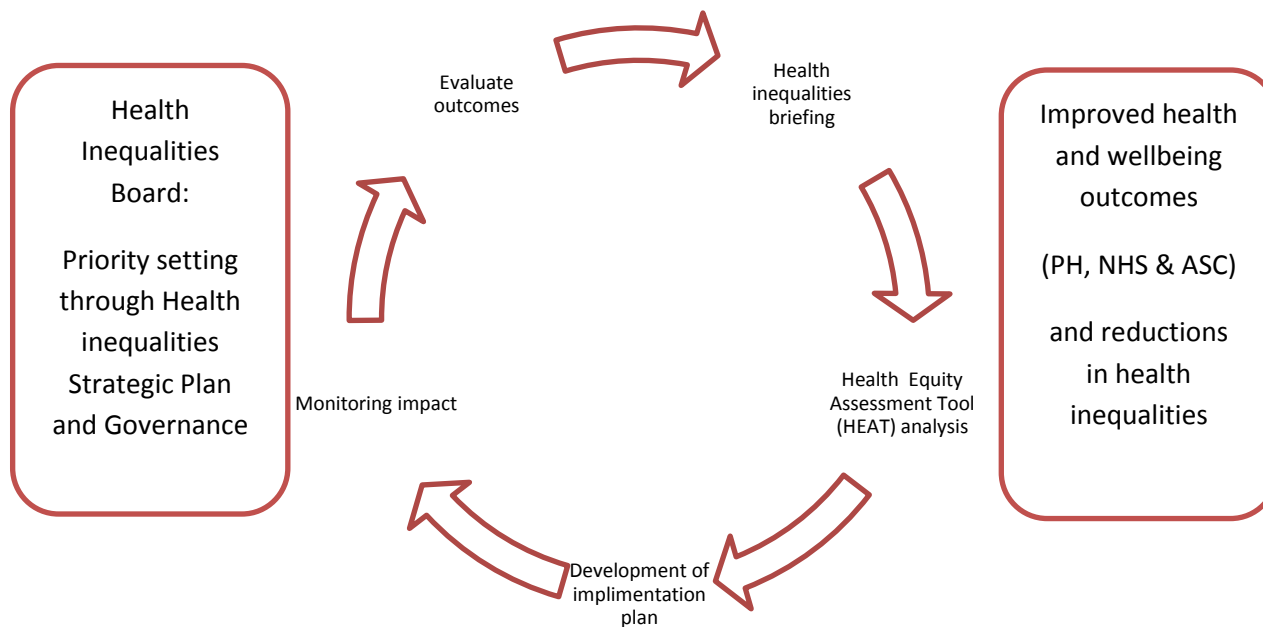 Health
Inequalities
Board:
Priority setting
through Health
inequalities
Strategic Plan
and Governance
Evaluate
outcomes
Health
inequalities
briefing
Health  Equity
Assessment Tool
(HEAT) analysis
Development of
implimentation
plan
Monitoring impact
Improved health
and wellbeing
outcomes
(PH, NHS & ASC)
and reductions
in health
inequalities